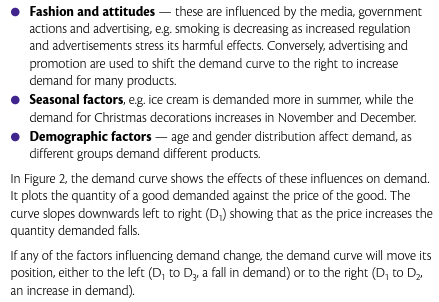 ● Fashion and attitudes — these are influenced by the media, government
actions and advertising, e.g. smoking is decreasing as increased regulation
and advertisements stress its harmful effects. Conversely, advertising and
promotion are used to shift the demand curve to the right to increase
demand for many products.
● Seasonal factors, e.g. ice cream is demanded more in summer, while the
demand for Christmas decorations increases in November and December.
● Demographic factors — age and gender distribution affect demand, as
different groups demand different products.
In Figure 2, the demand curve shows the effects of these influences on demand.
It plots the quantity of a good demanded against the price of the good. The
curve slopes downwards left to right (D₁) showing that as the price increases the
quantity demanded falls.
If any of the factors influencing demand change, the demand curve will move its
position, either to the left (D₁ to D₃, a fall in demand) or to the right (D₁ to D₂,
an increase in demand).